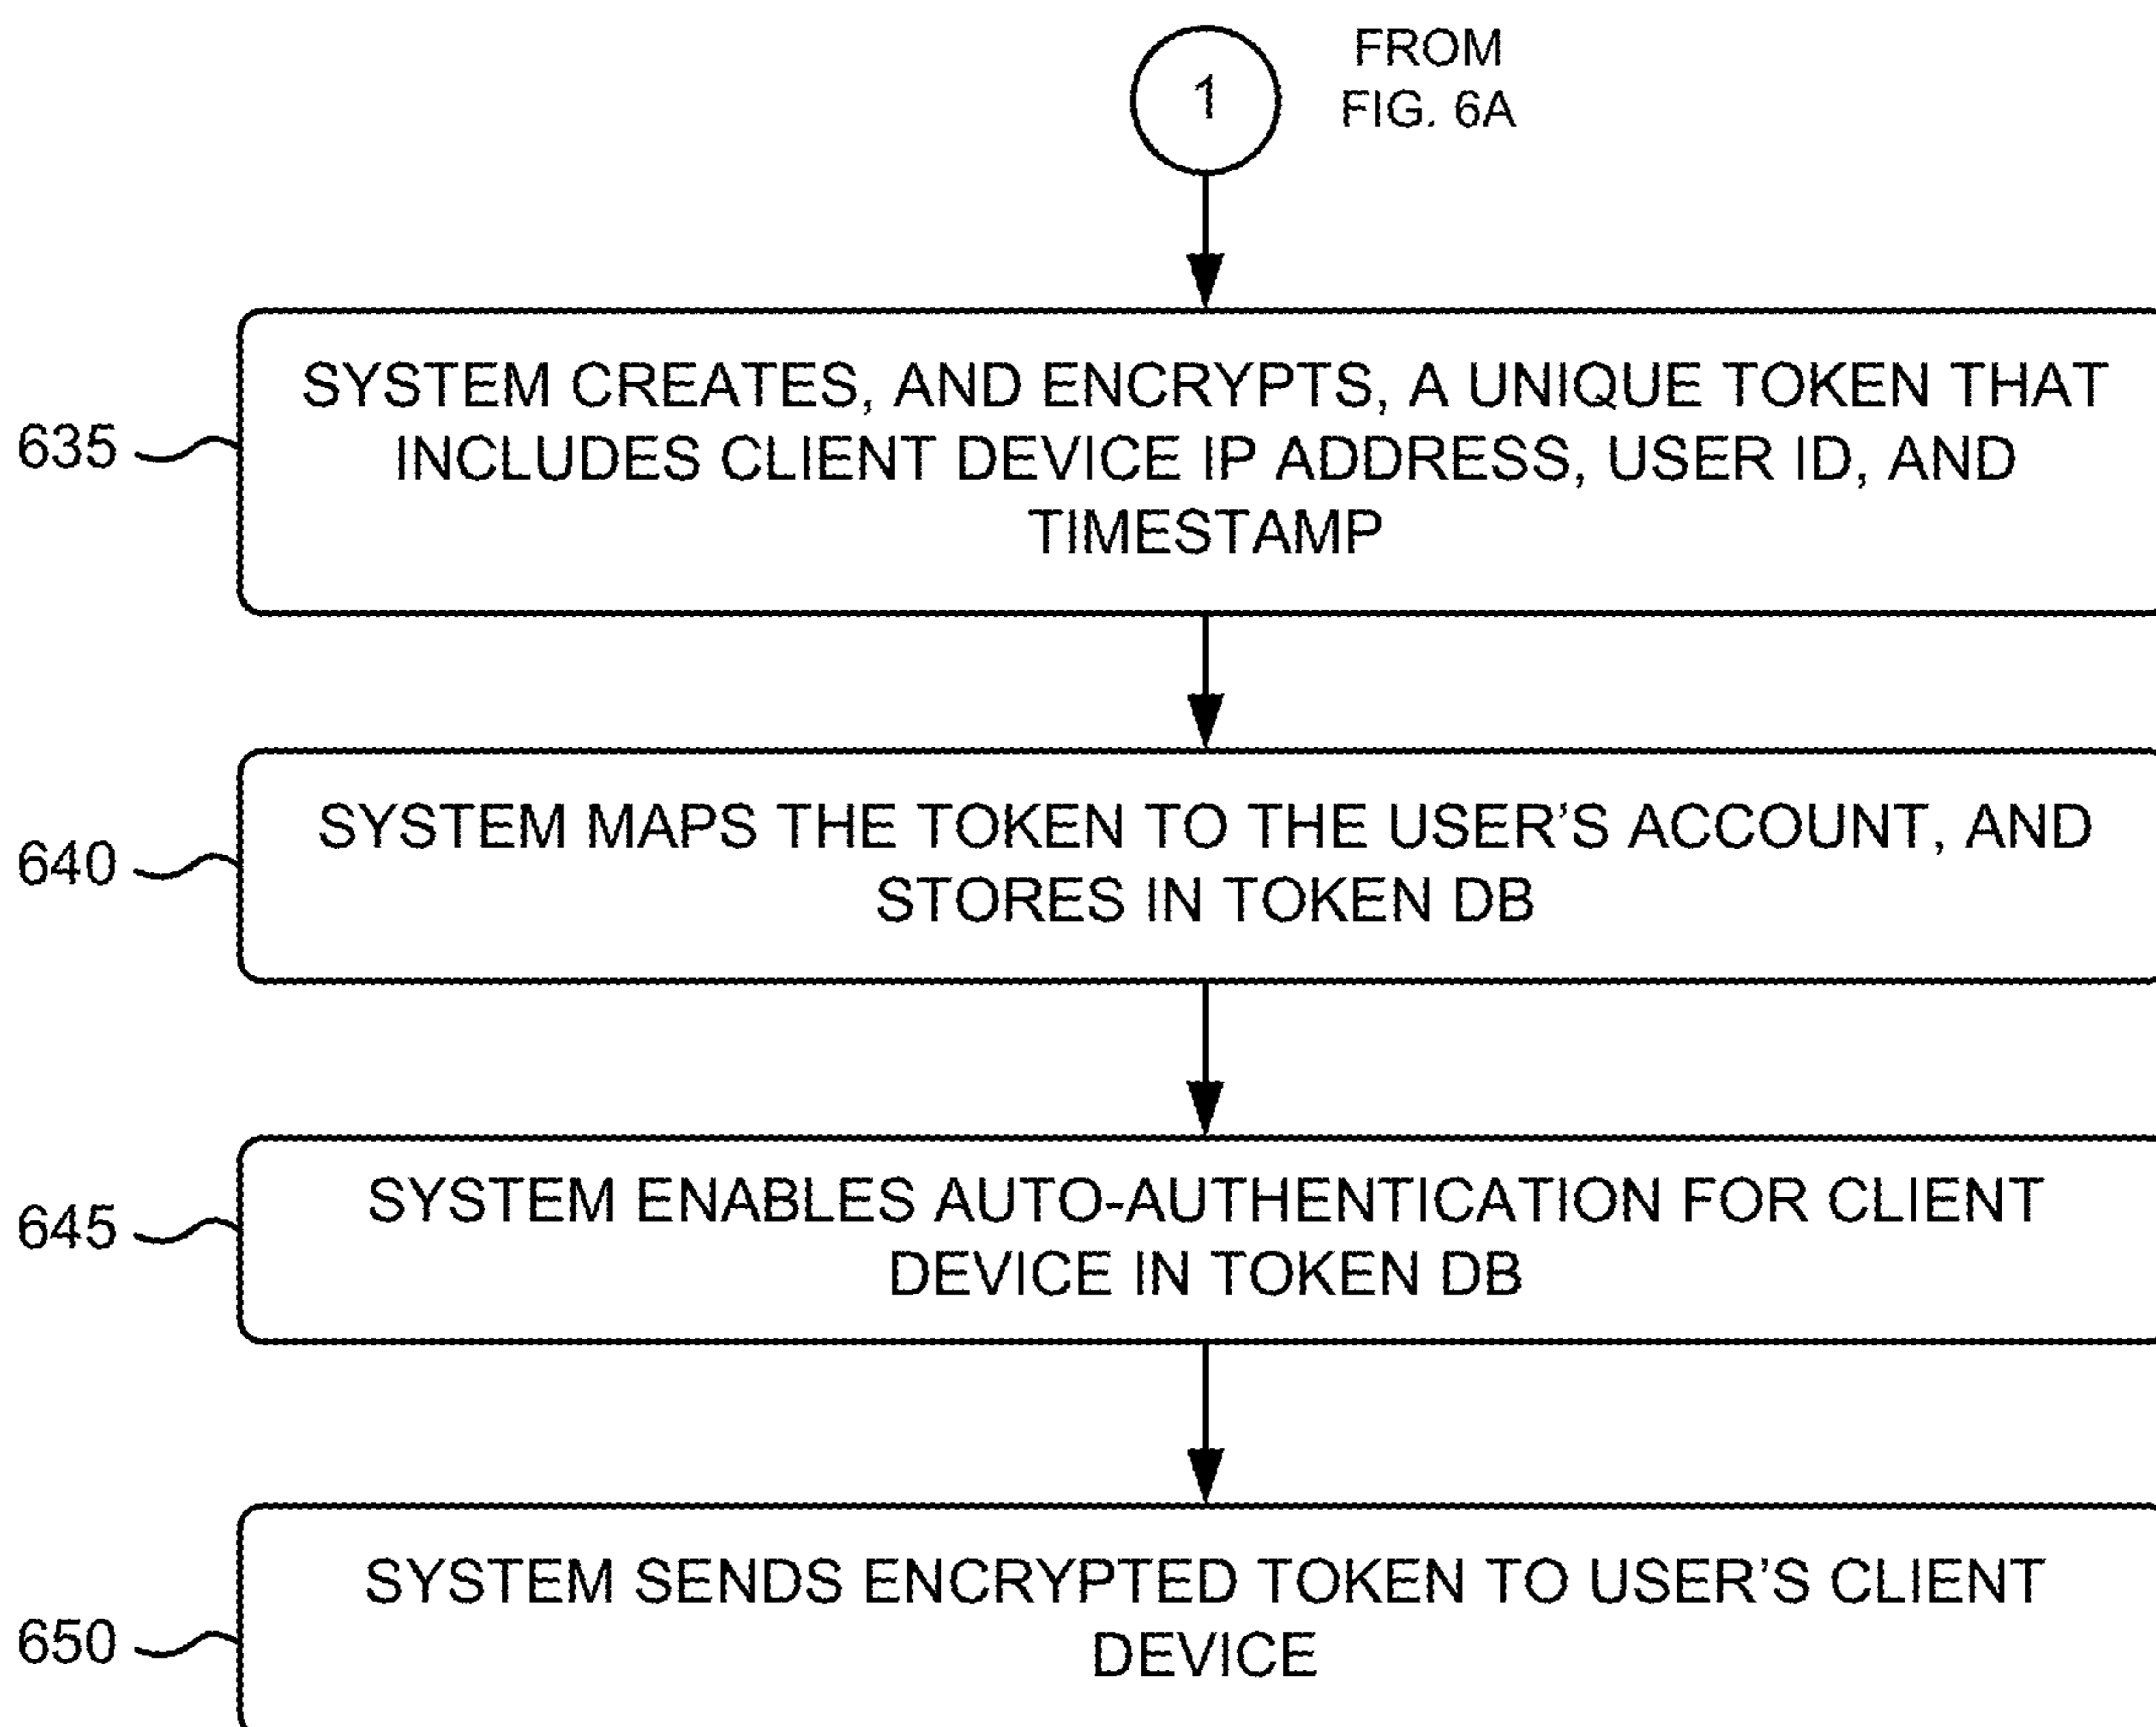 1
FROM
FIG. 6A
SYSTEM CREATES, AND ENCRYPTS, A UNIQUE TOKEN THAT
INCLUDES CLIENT DEVICE IP ADDRESS, USER ID, AND
TIMESTAMP
635
SYSTEM MAPS THE TOKEN TO THE USER’S ACCOUNT, AND
STORES IN TOKEN DB
640
SYSTEM ENABLES AUTO-AUTHENTICATION FOR CLIENT
DEVICE IN TOKEN DB
645
SYSTEM SENDS ENCRYPTED TOKEN TO USER’S CLIENT
DEVICE
650